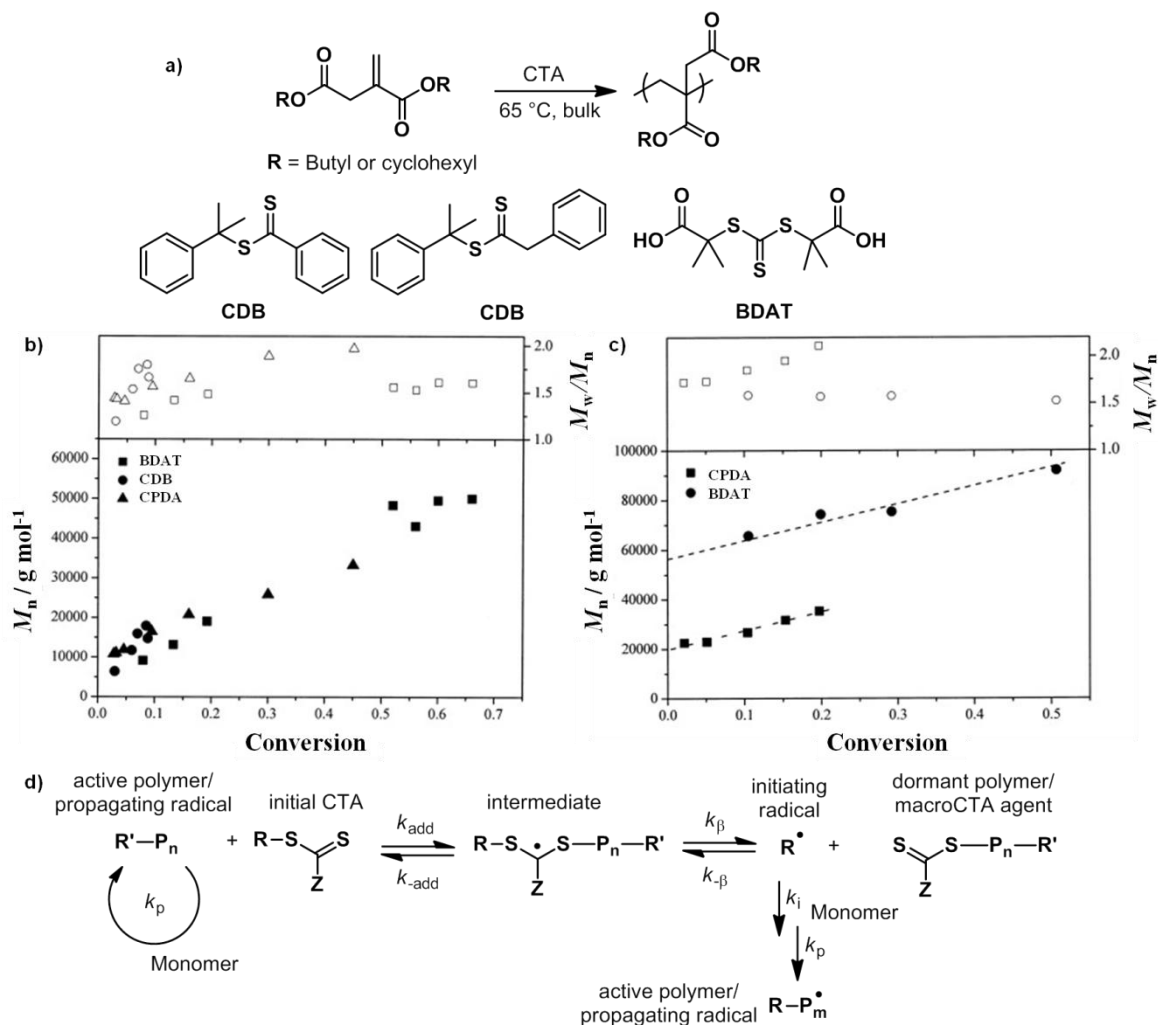 a)
O
RO
O
OR
CTA
65 °C, bulk
O
OR
RO
O
R = Butyl or cyclohexyl
S
S
CDB
S
S
CDB
O
HO
S
S
S
O
OH
BDAT
b)
2.0
1.5
1.0
Mw/Mn
60000
50000
40000
30000
20000
10000
0
BDAT
CDB
CPDA
Mn / g mol-1
0.0 0.1 0.2 0.3 0.4 0.5 0.6 0.7
Conversion
c)
2.0
1.5
1.0
Mw/Mn
100000
80000
60000
40000
20000
0
CPDA
BDAT
Mn / g mol-1
0.0 0.1 0.2 0.3 0.4 0.5
Conversion
d)
active polymer/
propagating radical
initial CTA
intermediate
initiating
radical
dormant polymer/
macroCTA agent
R'—Pn
+
R—S
S
Z
kadd
k-add
R—S
•
S—Pn—R'
Z
kβ
k-β
R•
+
S
S—Pn—R'
Z
kp
Monomer
ki
Monomer
kp
active polymer/
propagating radical
R—Pm•